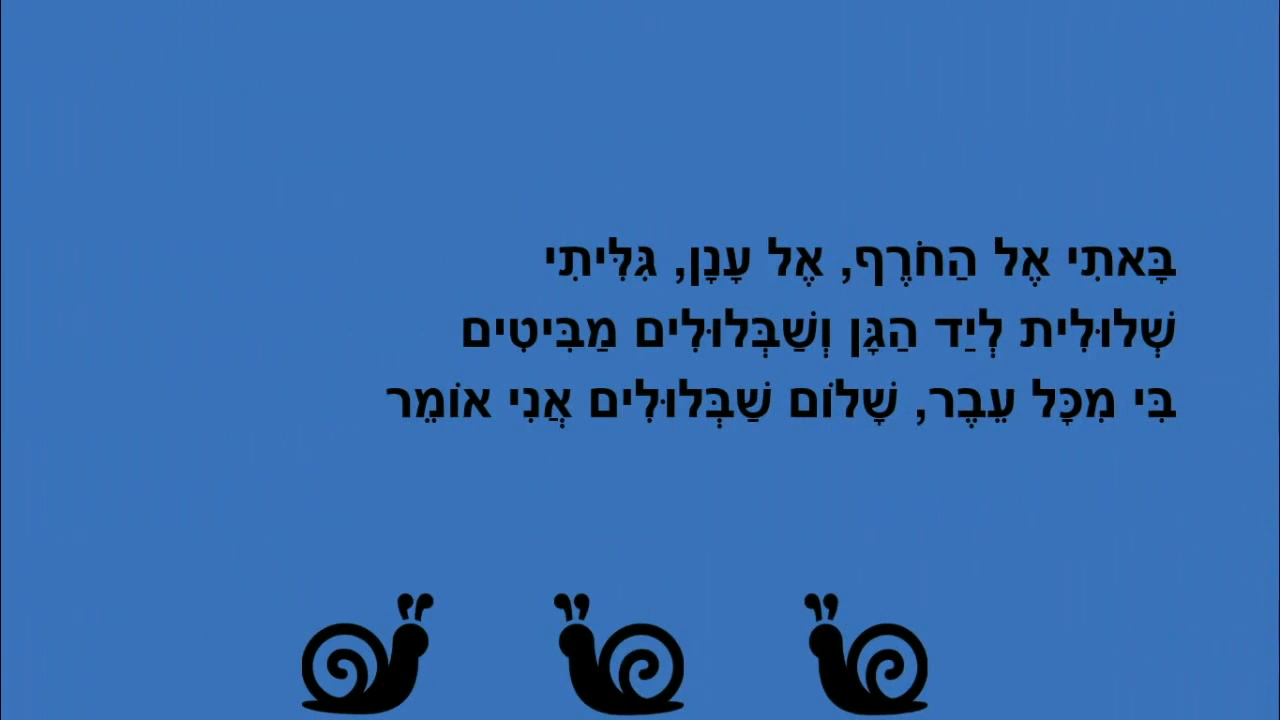 בָּאתִי אֶל הַחֹרֶף, אֶל עָנָן, גִּלִּיתִי
שְׁלוּלִית לְיַד הַגָּן וְשַׁבְּלוּלִים מַבִּיטִים
בִּי מִכָּל עֵבֶר, שָׁלוֹם שַׁבְּלוּלִים אֲנִי אוֹמֵר